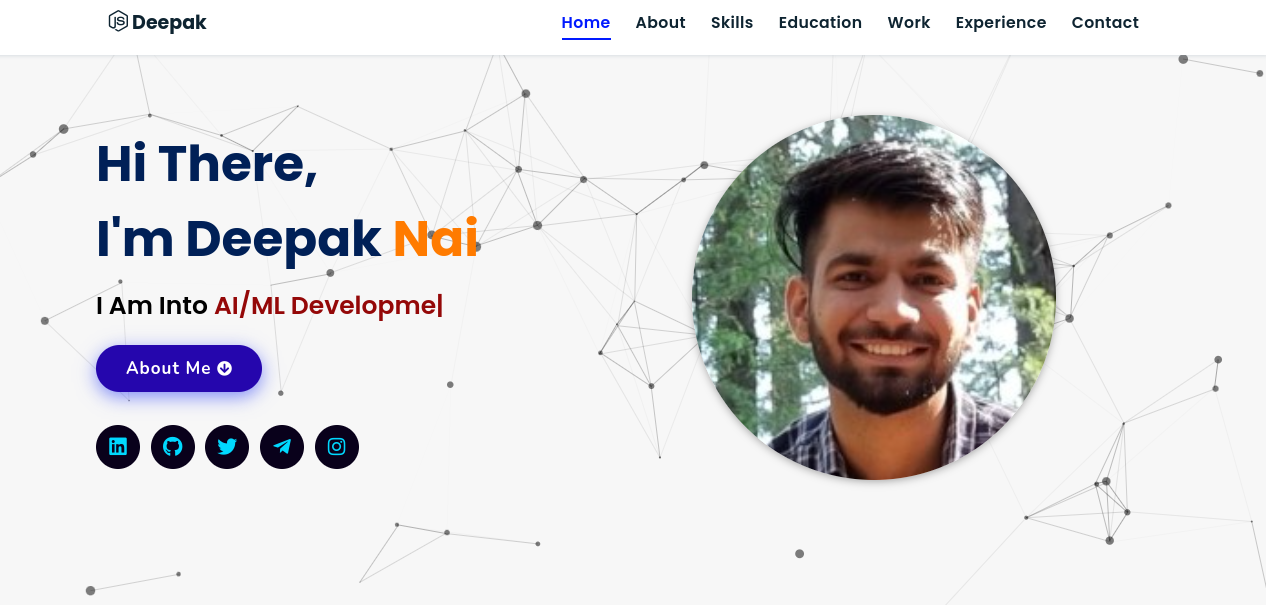 Deepak
Home About Skills Education Work Experience Contact
Hi There,
I'm Deepak Nai
I Am Into AI/ML Developme|
About Me